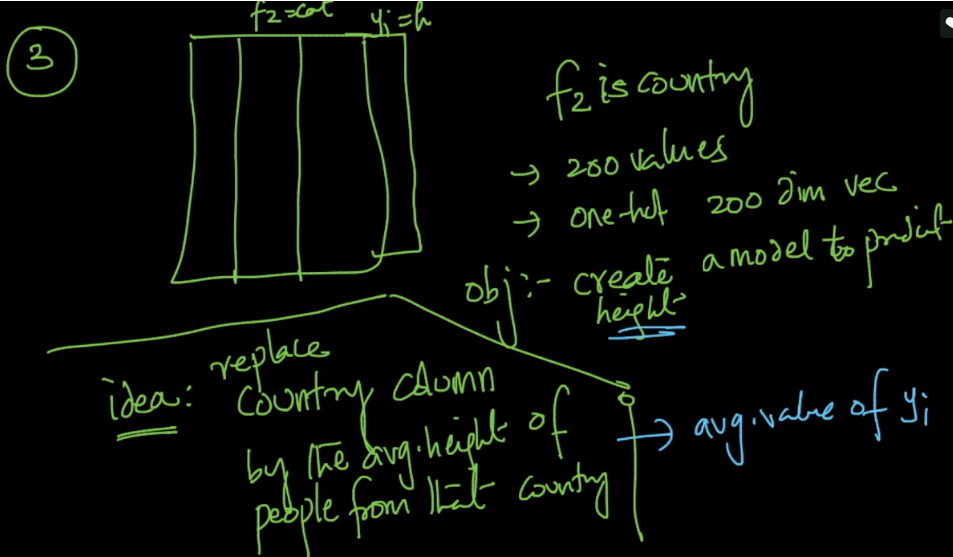 3
f2=cat yi=h
f2 is country
→ 200 values
→ one-hot 200 dim vec
obj:- create a model to predict
height
idea: replace
country column
by the avg. height of
people from that country
→ avg. value of yi